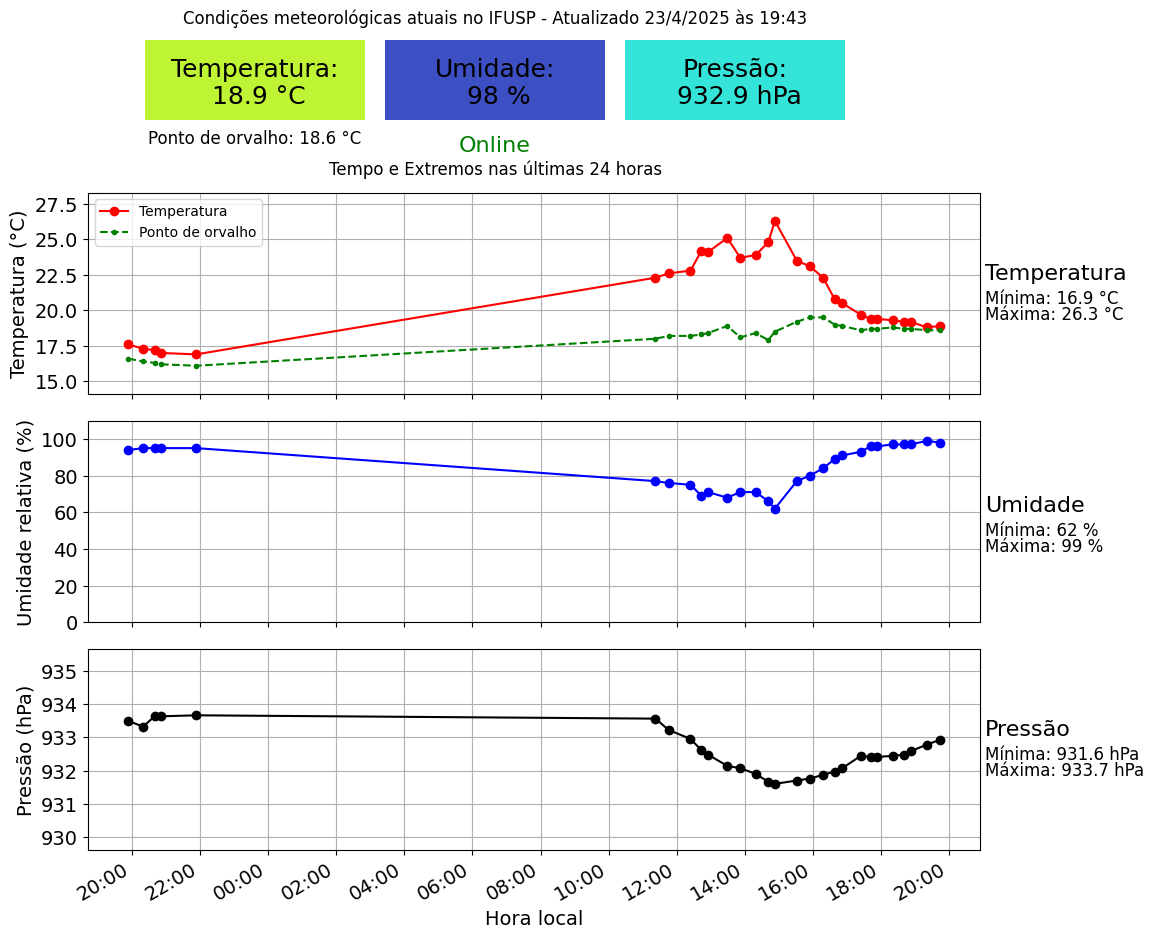 Condições meteorológicas atuais no IFUSP - Atualizado 23/4/2025 às 19:43
Temperatura:
18.9 °C
Umidade:
98 %
Pressão:
932.9 hPa
Ponto de orvalho: 18.6 °C
Online
Tempo e Extremos nas últimas 24 horas
Temperatura (°C)
27.5
25.0
22.5
20.0
17.5
15.0
Temperatura
Ponto de orvalho
Temperatura
Mínima: 16.9 °C
Máxima: 26.3 °C
Umidade relativa (%)
100
80
60
40
20
0
Umidade
Mínima: 62 %
Máxima: 99 %
Pressão (hPa)
935
934
933
932
931
930
Pressão
Mínima: 931.6 hPa
Máxima: 933.7 hPa
20:00 22:00 00:00 02:00 04:00 06:00 08:00 10:00 12:00 14:00 16:00 18:00 20:00
Hora local